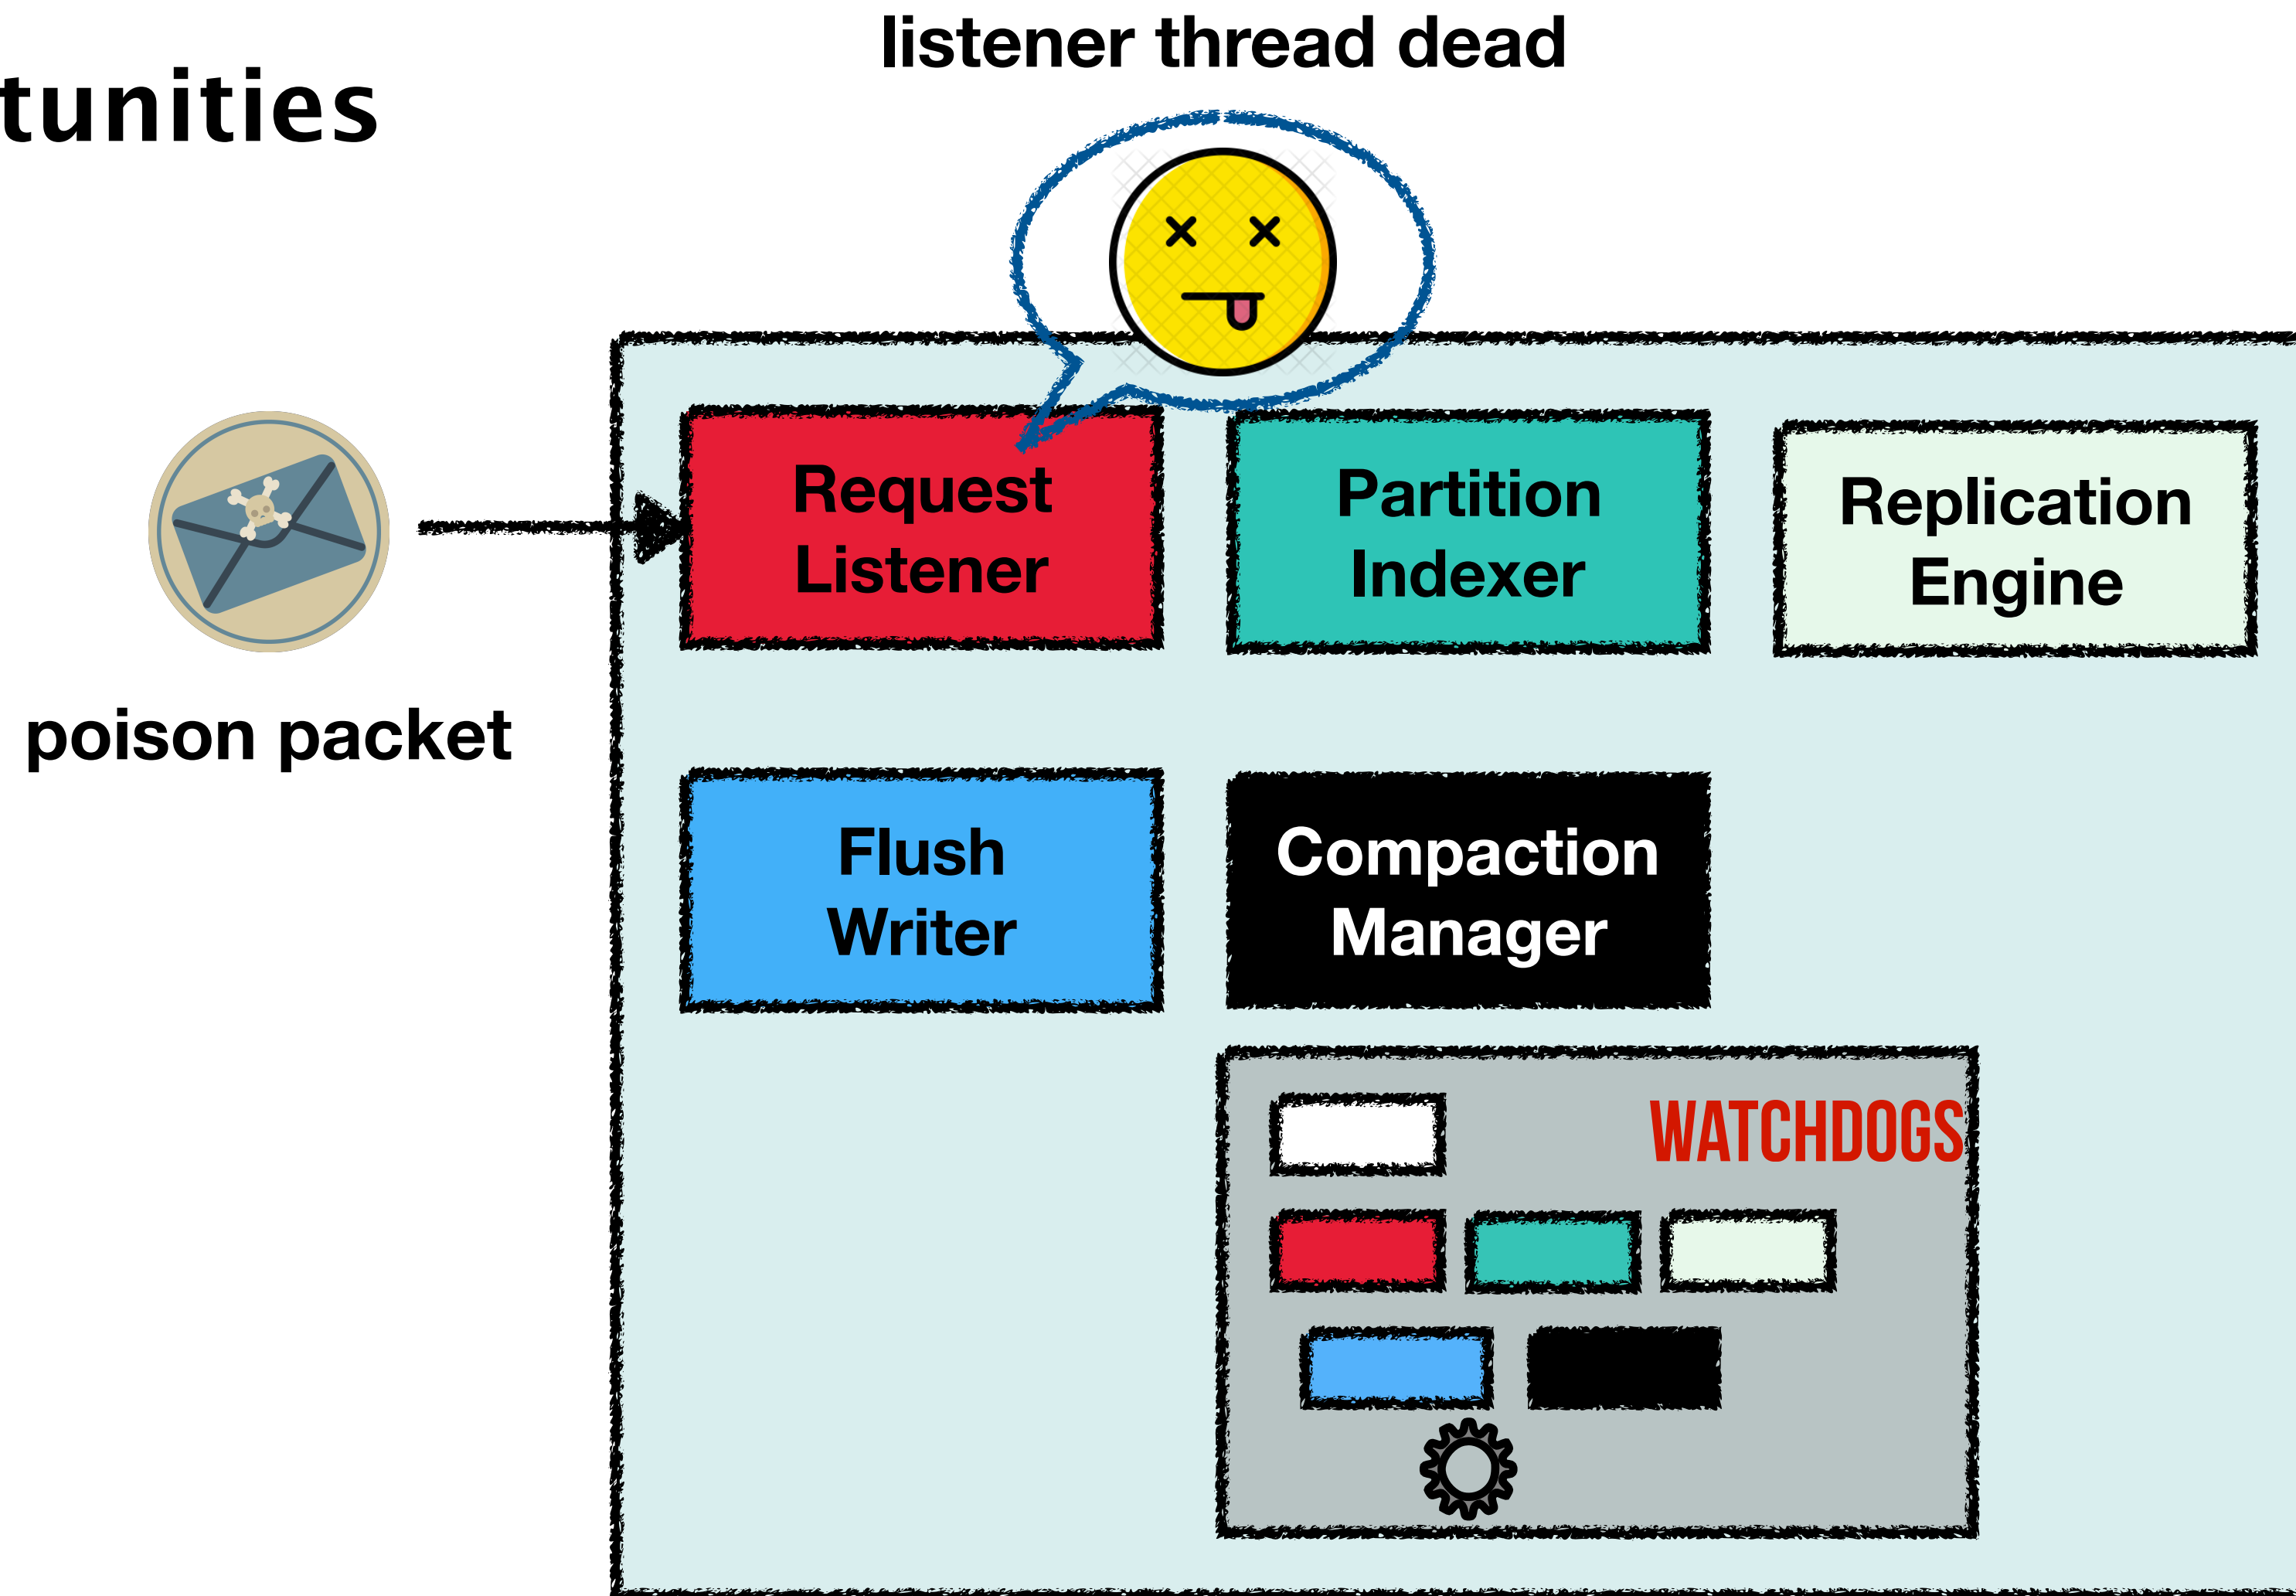 tunities
listener thread dead
Request
Listener
Partition
Indexer
Replication
Engine
poison packet
Flush
Writer
Compaction
Manager
WATCHDOGS